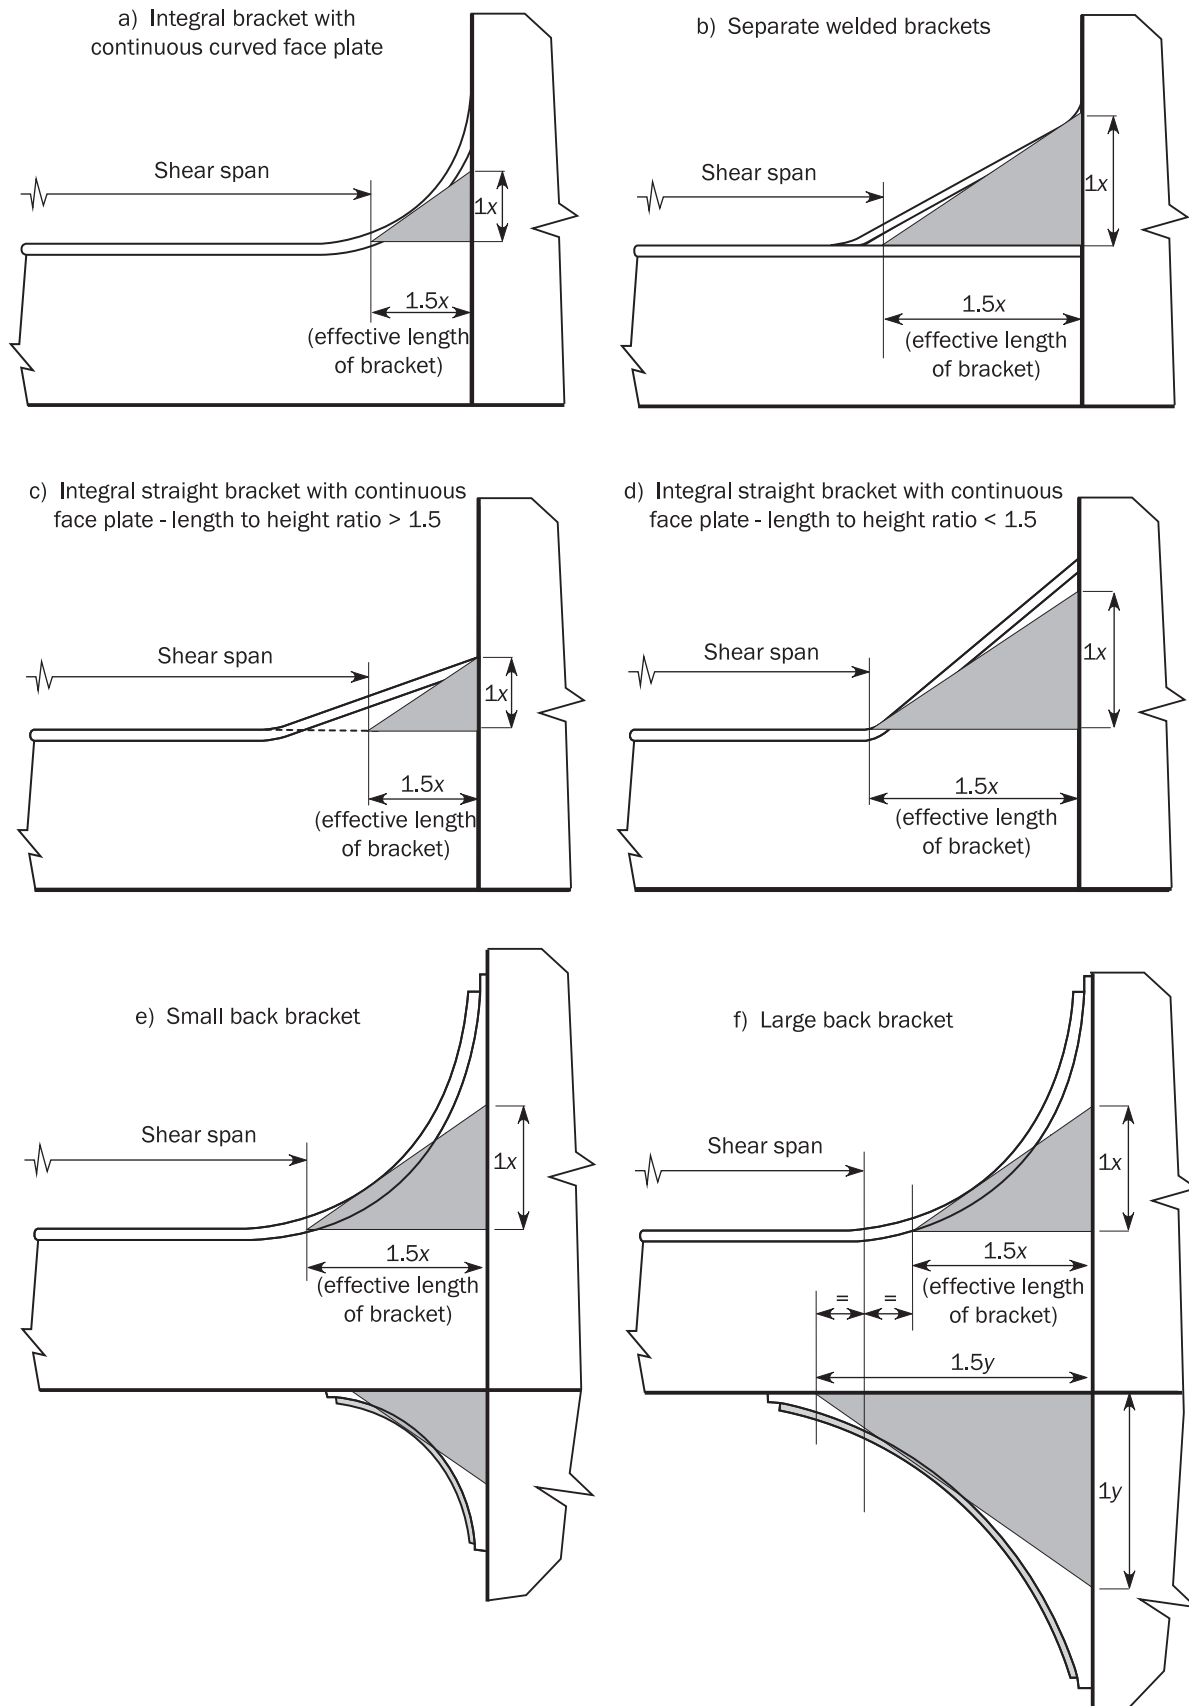 a) Integral bracket with
continuous curved face plate
Shear span
1x
1.5x
(effective length
of bracket)
b) Separate welded brackets
Shear span
1x
1.5x
(effective length
of bracket)
c) Integral straight bracket with continuous
face plate - length to height ratio > 1.5
Shear span
1x
1.5x
(effective length
of bracket)
d) Integral straight bracket with continuous
face plate - length to height ratio < 1.5
Shear span
1x
1.5x
(effective length
of bracket)
e) Small back bracket
Shear span
1x
1.5x
(effective length
of bracket)
f) Large back bracket
Shear span
1x
1.5x
(effective length
of bracket)
= =
1.5y
1y